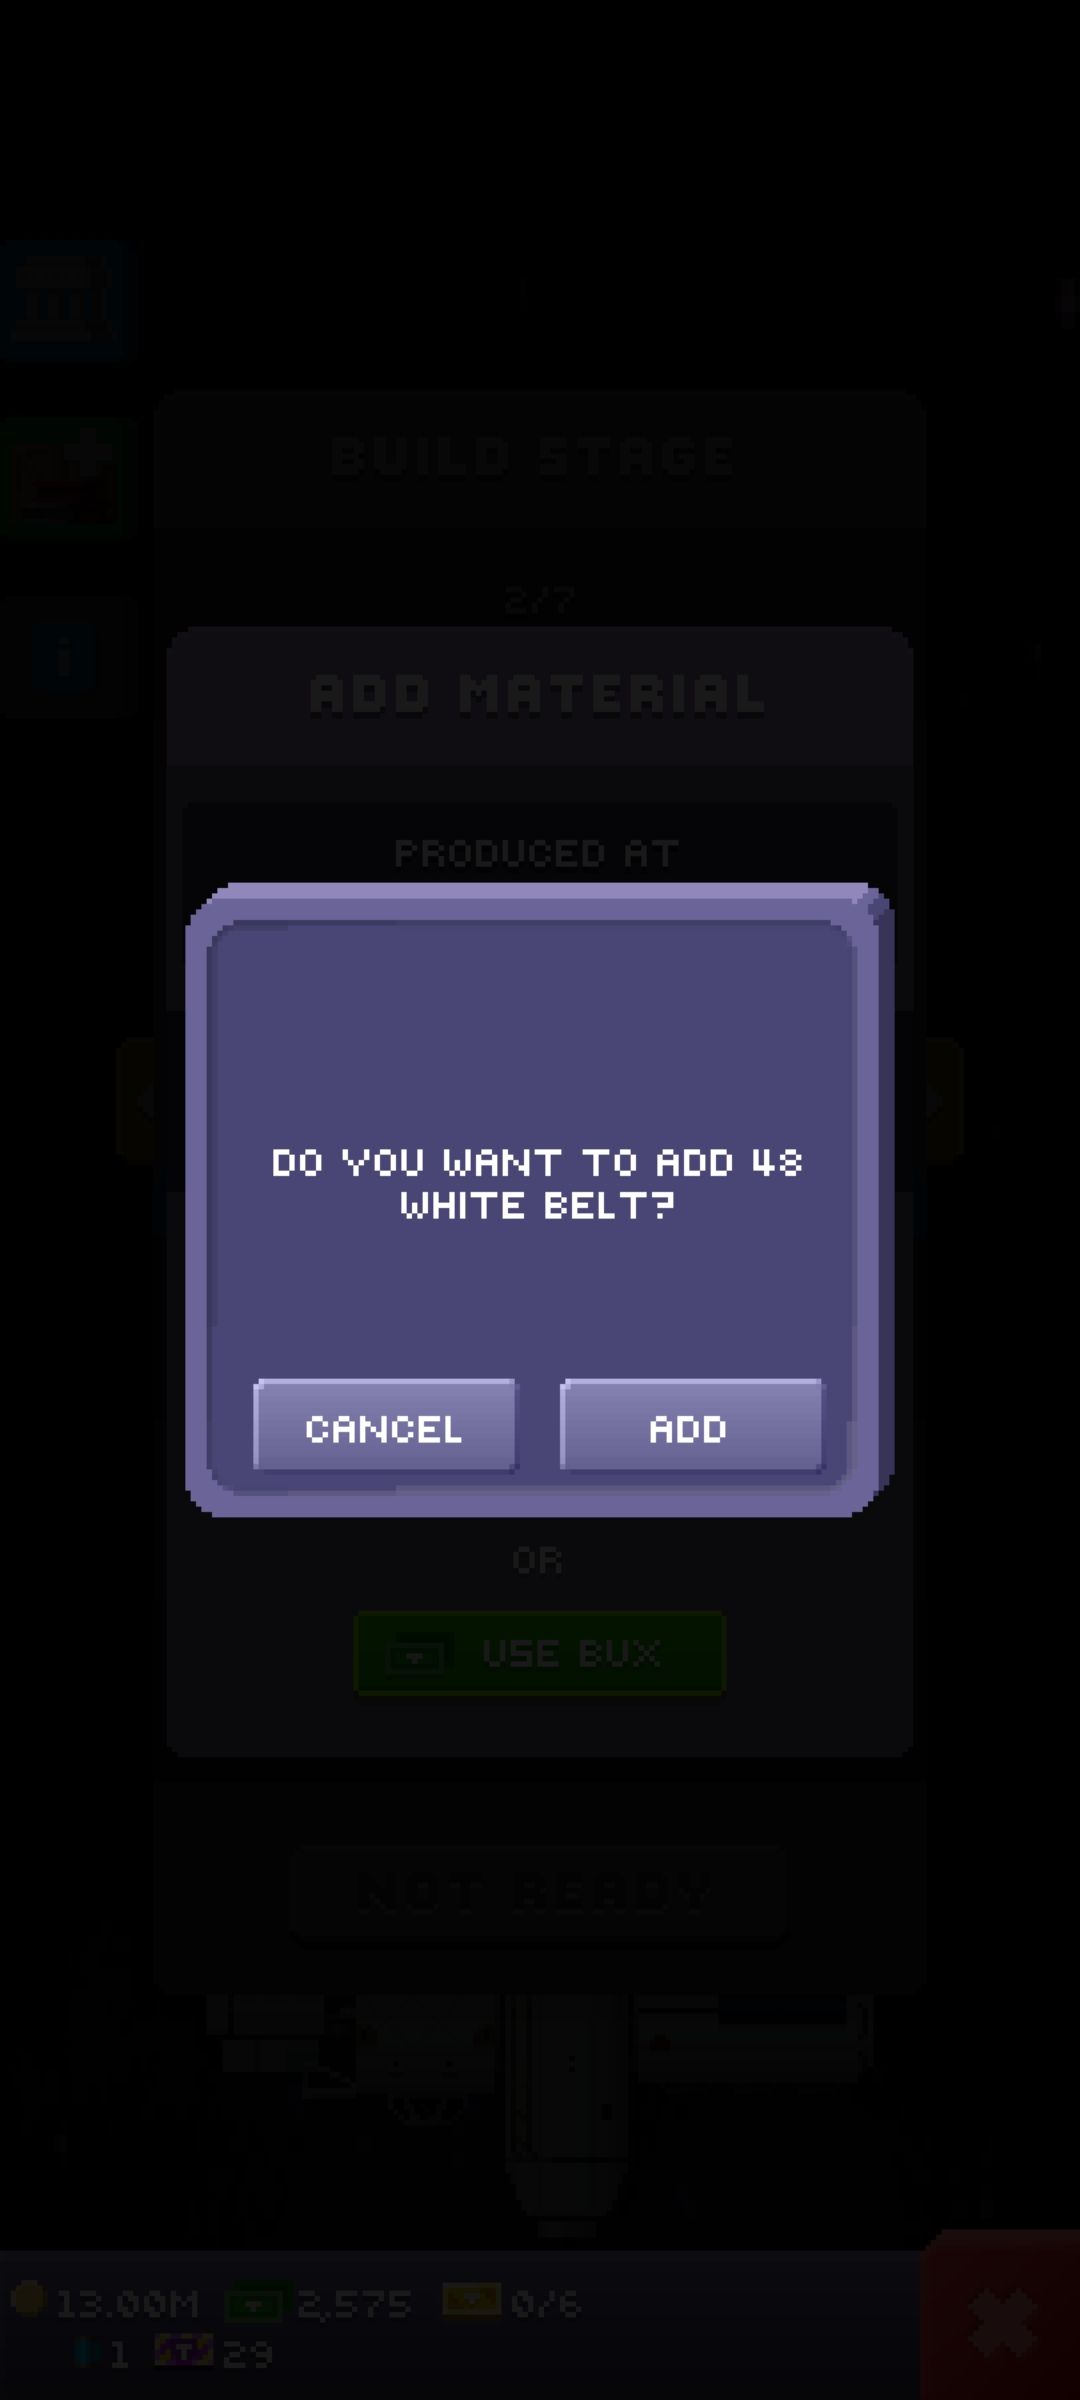 BUILD STAGE
2/7
ADD MATERIAL
PRODUCED AT
DO YOU WANT TO ADD 48
WHITE BELT?
CANCEL
ADD
OR
USE BUX
NOT READY
13.00M 2,575 0/6
1 29